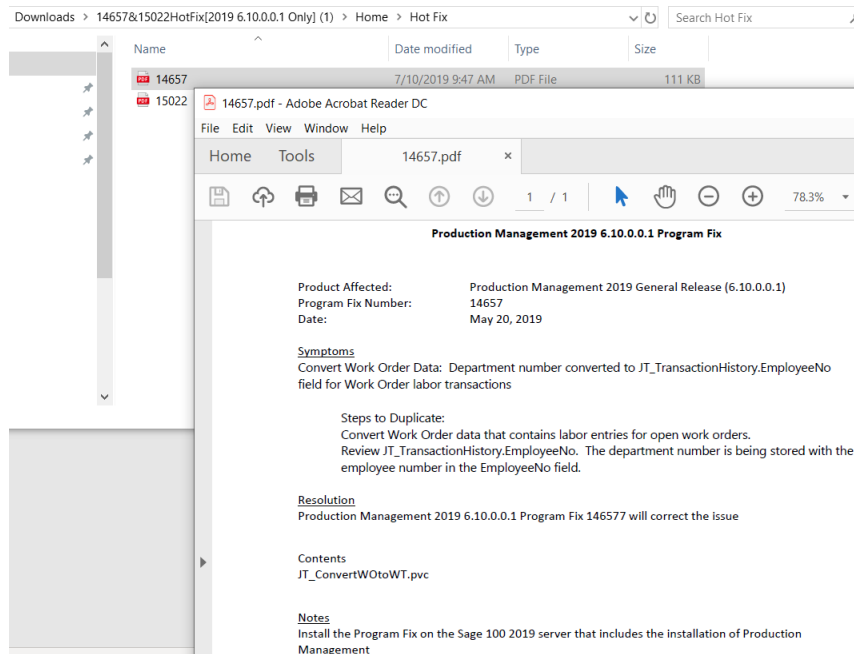 Downloads > 14657&15022HotFix[2019 6.10.0.0.1 Only] (1) > Home > Hot Fix
Search Hot Fix
Name Date modified Type Size
14657 7/10/2019 9:47 AM PDF File 111 KB
15022
14657.pdf - Adobe Acrobat Reader DC
File Edit View Window Help
Home Tools 14657.pdf ×
1 / 1 78.3%
Production Management 2019 6.10.0.0.1 Program Fix
Product Affected: Production Management 2019 General Release (6.10.0.0.1)
Program Fix Number: 14657
Date: May 20, 2019
Symptoms
Convert Work Order Data: Department number converted to JT_TransactionHistory.EmployeeNo
field for Work Order labor transactions
Steps to Duplicate:
Convert Work Order data that contains labor entries for open work orders.
Review JT_TransactionHistory.EmployeeNo. The department number is being stored with the
employee number in the EmployeeNo field.
Resolution
Production Management 2019 6.10.0.0.1 Program Fix 146577 will correct the issue
Contents
JT_ConvertWOtoWT.pvc
Notes
Install the Program Fix on the Sage 100 2019 server that includes the installation of Production
Management